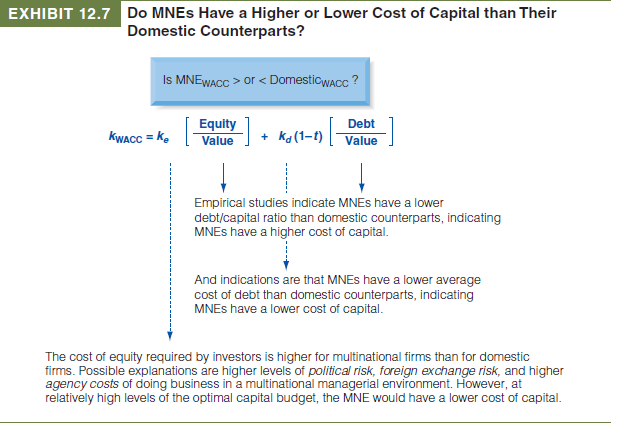 EXHIBIT 12.7 Do MNEs Have a Higher or Lower Cost of Capital than Their
Domestic Counterparts?
Is MNEWACC > or < DomesticWACC ?
kWACC = ke [ Equity / Value ] + kd (1–t) [ Debt / Value ]
Empirical studies indicate MNEs have a lower
debt/capital ratio than domestic counterparts, indicating
MNEs have a higher cost of capital.
And indications are that MNEs have a lower average
cost of debt than domestic counterparts, indicating
MNEs have a lower cost of capital.
The cost of equity required by investors is higher for multinational firms than for domestic
firms. Possible explanations are higher levels of political risk, foreign exchange risk, and higher
agency costs of doing business in a multinational managerial environment. However, at
relatively high levels of the optimal capital budget, the MNE would have a lower cost of capital.